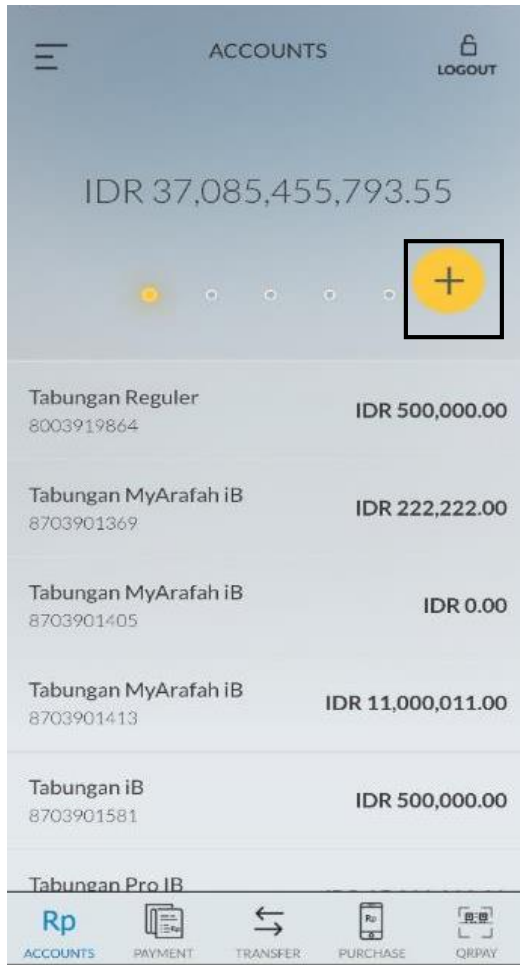 ACCOUNTS
LOGOUT
IDR 37,085,455,793.55
+
Tabungan Reguler
8003919864
IDR 500,000.00
Tabungan MyArafah iB
8703901369
IDR 222,222.00
Tabungan MyArafah iB
8703901405
IDR 0.00
Tabungan MyArafah iB
8703901413
IDR 11,000,011.00
Tabungan iB
8703901581
IDR 500,000.00
Tabungan Pro IB
Rp
ACCOUNTS
PAYMENT
TRANSFER
Rp
PURCHASE
QRPAY